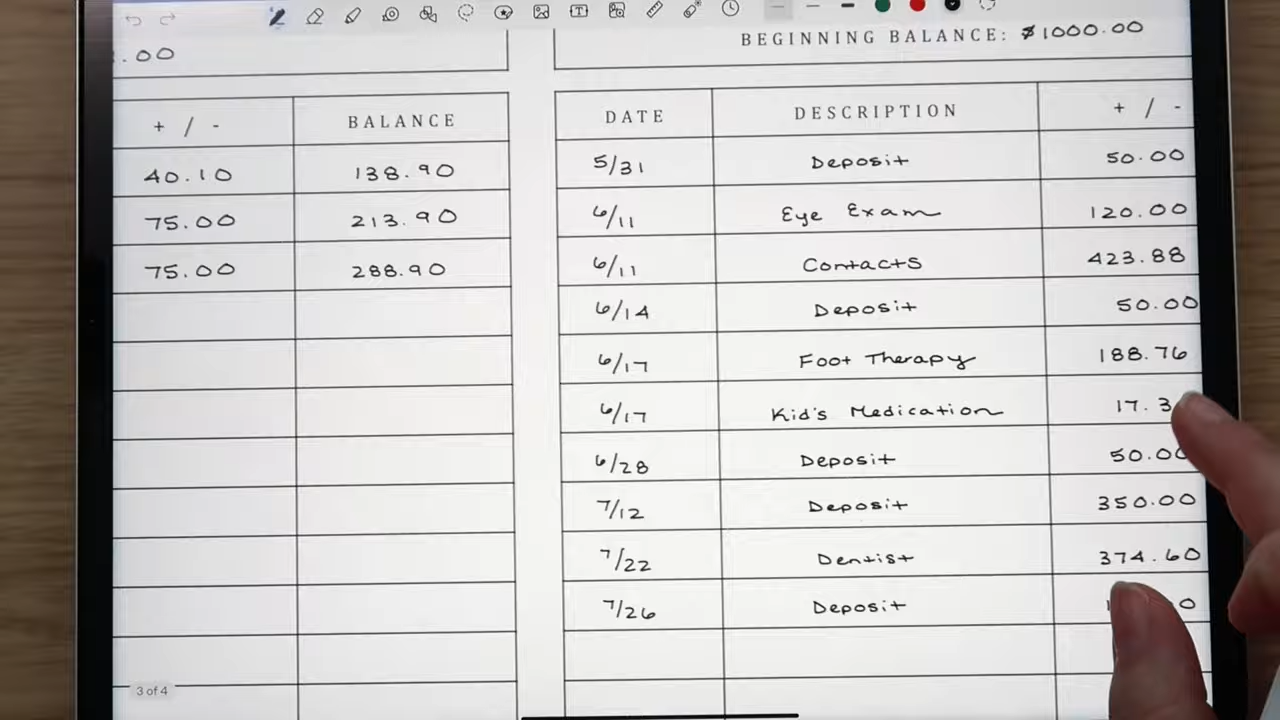 .00
+ / - BALANCE
40.10 138.90
75.00 213.90
75.00 288.90
3 of 4
BEGINNING BALANCE: $1000.00
DATE DESCRIPTION + / -
5/31 Deposit 50.00
6/11 Eye Exam 120.00
6/11 Contacts 423.88
6/14 Deposit 50.00
6/17 Foot Therapy 188.76
6/17 Kid's Medication
6/28 Deposit 50.00
7/12 Deposit 350.00
7/22 Dentist 374.60
7/26 Deposit